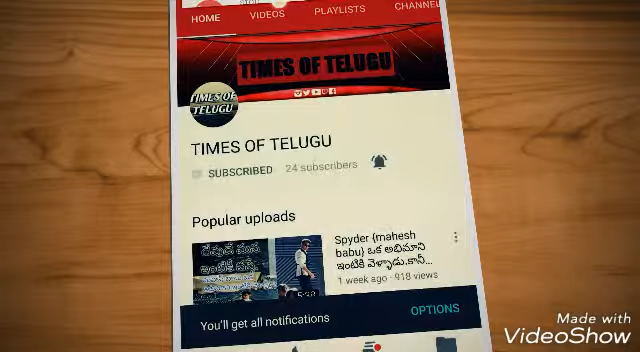 HOME VIDEOS PLAYLISTS CHANNEL
TIMES OF TELUGU
TIMES OF
TELUGU
TIMES OF TELUGU
SUBSCRIBED 24 subscribers
Popular uploads
Spyder {mahesh
babu} ఒక అభిమాని
ఇంటికి వెళ్ళాడు.కానీ...
1 week ago · 918 views
You'll get all notifications OPTIONS
Made with
VideoShow